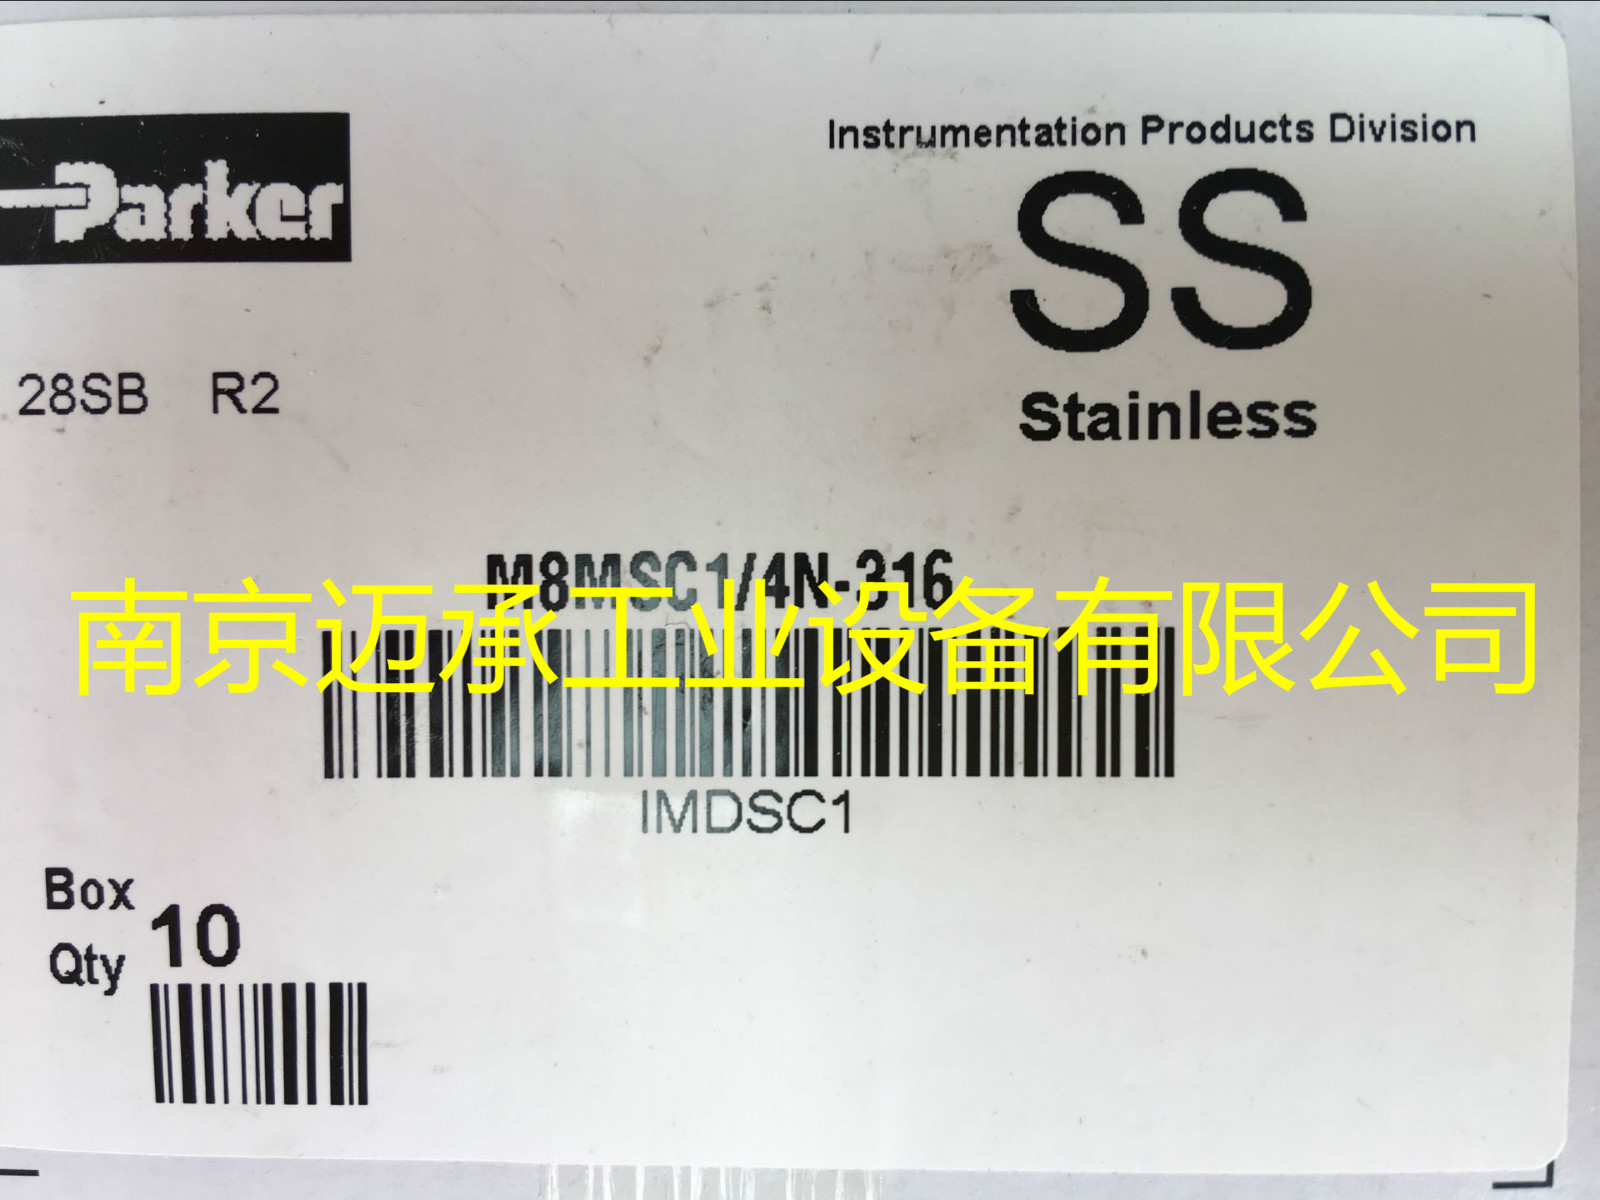 Instrumentation Products Division
Parker
SS
28SB R2
Stainless
M8MSC1/4N-316
南京迈承工业设备有限公司
IMDSC1
Box
Qty 10